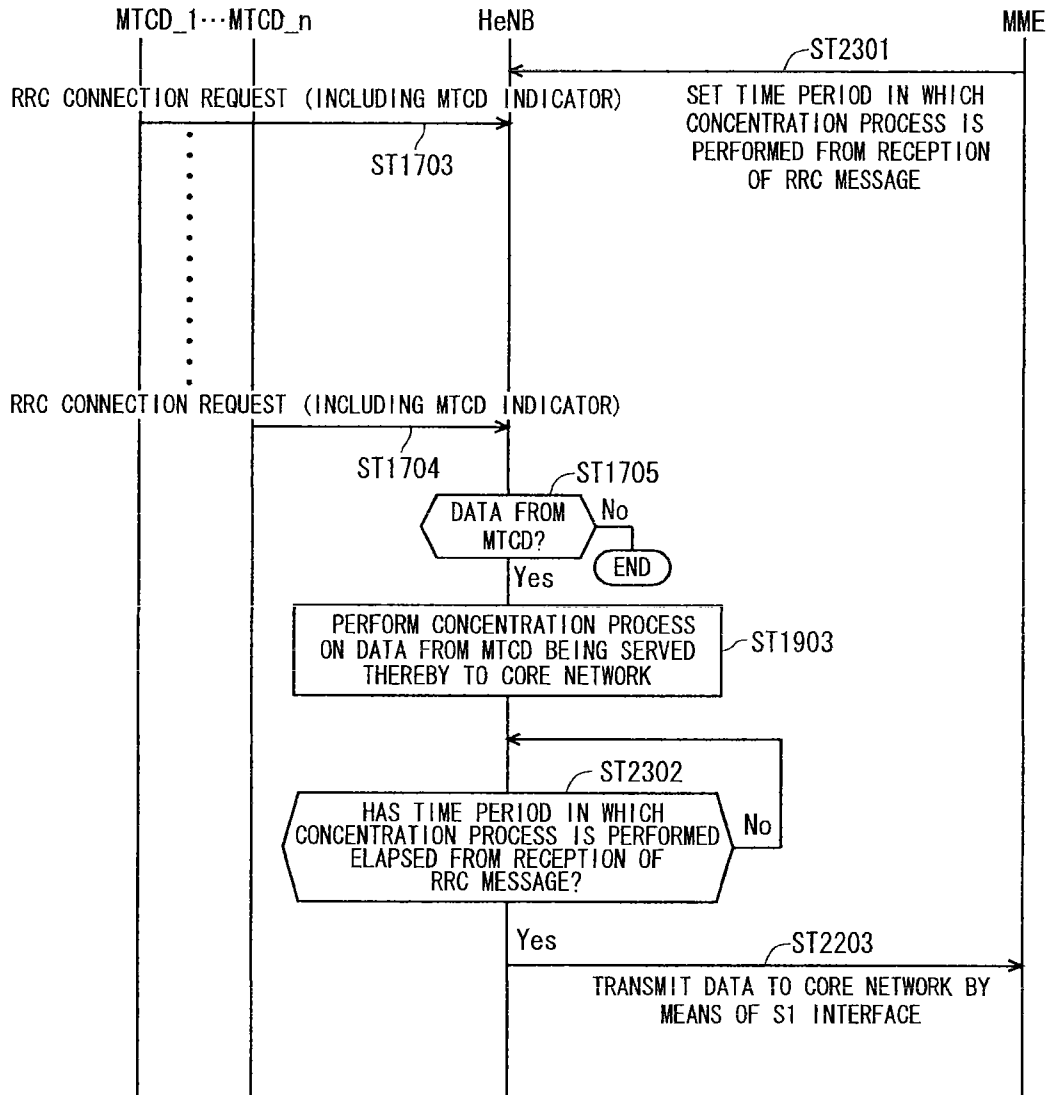 MTCD_1···MTCD_n HeNB MME
ST2301
RRC CONNECTION REQUEST (INCLUDING MTCD INDICATOR)
SET TIME PERIOD IN WHICH
CONCENTRATION PROCESS IS
PERFORMED FROM RECEPTION
OF RRC MESSAGE
ST1703
RRC CONNECTION REQUEST (INCLUDING MTCD INDICATOR)
ST1704
ST1705
DATA FROM
MTCD?
No
END
Yes
PERFORM CONCENTRATION PROCESS
ON DATA FROM MTCD BEING SERVED
THEREBY TO CORE NETWORK
ST1903
ST2302
HAS TIME PERIOD IN WHICH
CONCENTRATION PROCESS IS PERFORMED
ELAPSED FROM RECEPTION OF
RRC MESSAGE?
No
Yes
ST2203
TRANSMIT DATA TO CORE NETWORK BY
MEANS OF S1 INTERFACE